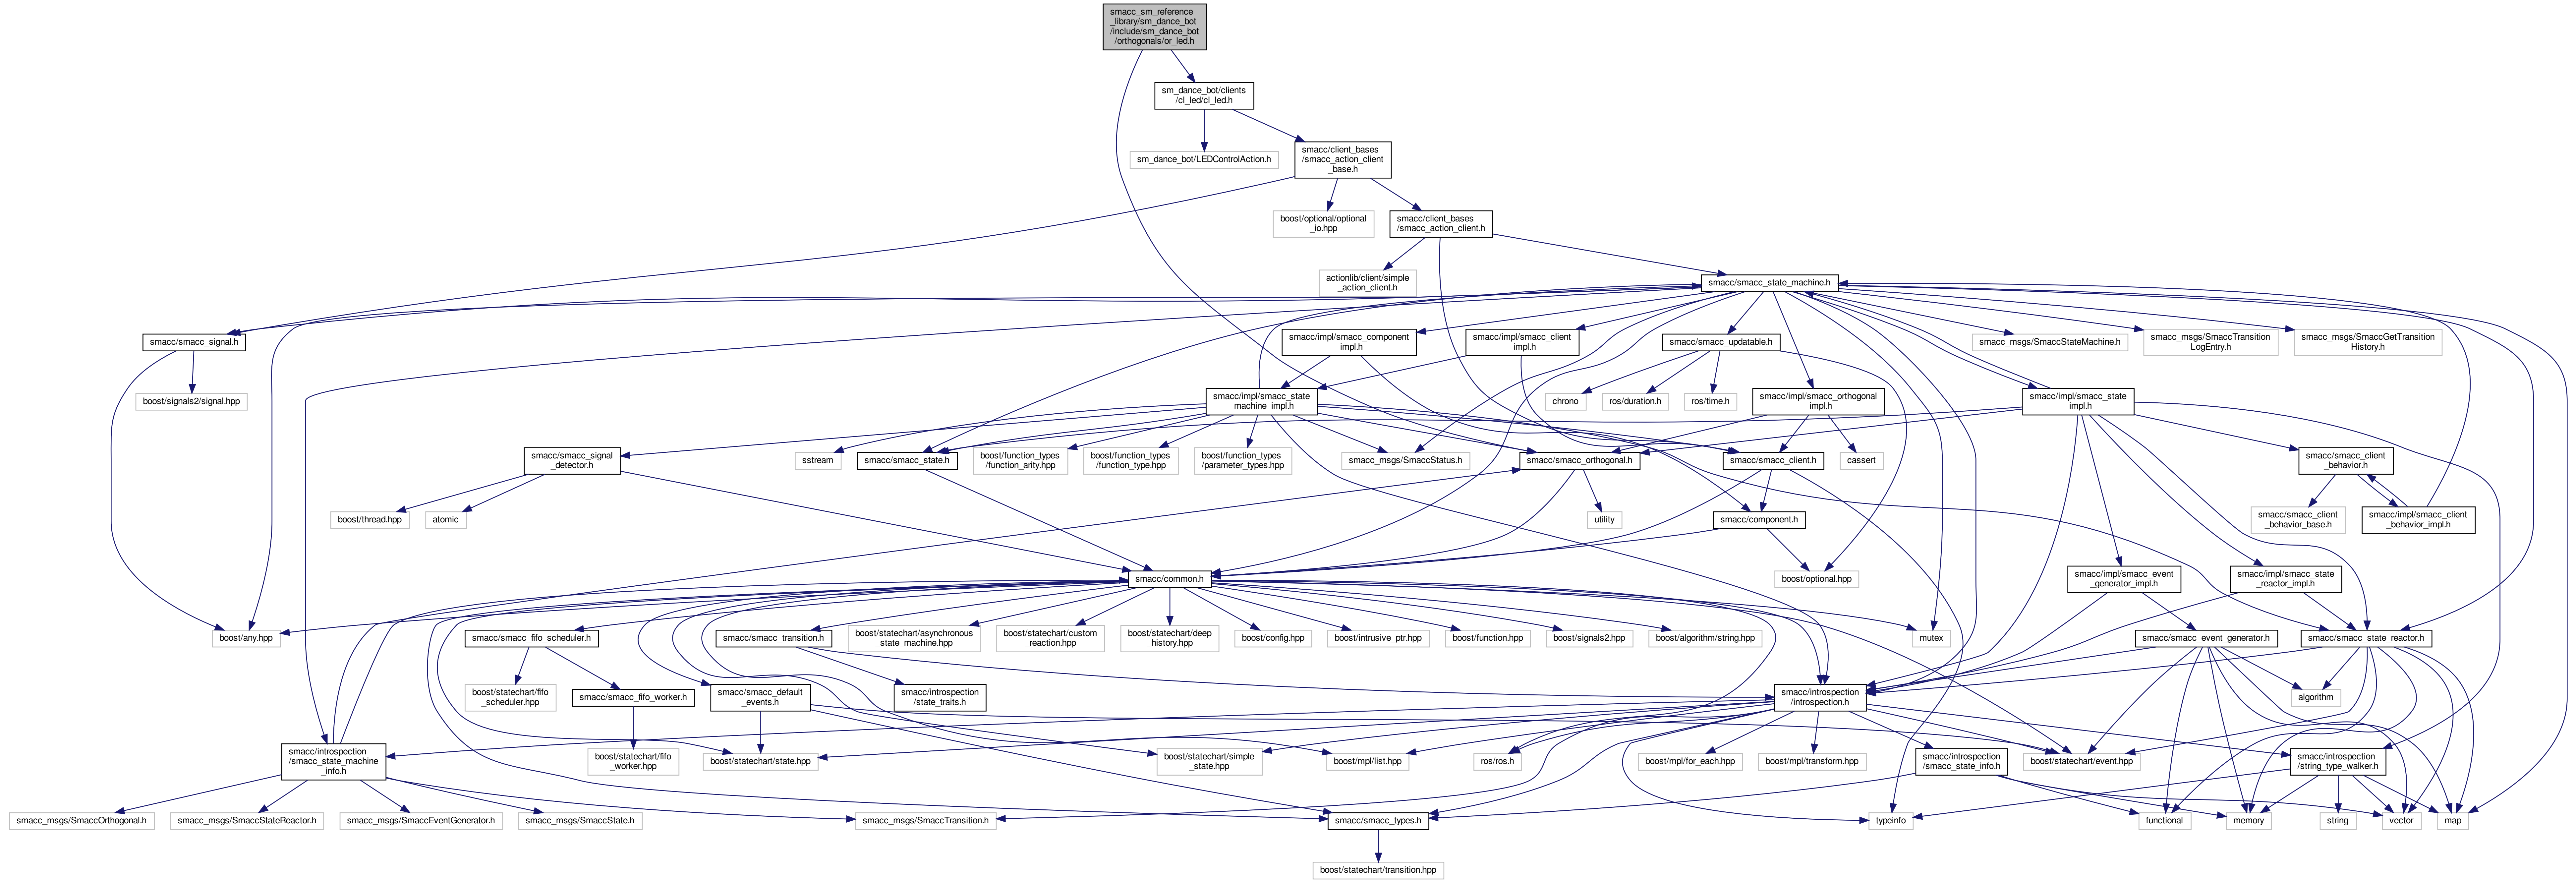 smacc_sm_reference
_library/sm_dance_bot
/include/sm_dance_bot
/orthogonals/or_led.h
sm_dance_bot/clients
/cl_led/cl_led.h
sm_dance_bot/LEDControlAction.h
smacc/client_bases
/smacc_action_client
_base.h
boost/optional/optional
_io.hpp
smacc/client_bases
/smacc_action_client.h
actionlib/client/simple
_action_client.h
smacc/smacc_state_machine.h
smacc/smacc_signal.h
smacc/impl/smacc_component
_impl.h
smacc/impl/smacc_client
_impl.h
smacc/smacc_updatable.h
smacc_msgs/SmaccStateMachine.h
smacc_msgs/SmaccTransition
LogEntry.h
smacc_msgs/SmaccGetTransition
History.h
boost/signals2/signal.hpp
smacc/impl/smacc_state
_machine_impl.h
chrono
ros/duration.h
ros/time.h
smacc/impl/smacc_orthogonal
_impl.h
smacc/impl/smacc_state
_impl.h
smacc/smacc_signal
_detector.h
sstream
smacc/smacc_state.h
boost/function_types
/function_arity.hpp
boost/function_types
/function_type.hpp
boost/function_types
/parameter_types.hpp
smacc_msgs/SmaccStatus.h
smacc/smacc_orthogonal.h
smacc/smacc_client.h
cassert
smacc/smacc_client
_behavior.h
boost/thread.hpp
atomic
utility
smacc/component.h
smacc/smacc_client
_behavior_base.h
smacc/impl/smacc_client
_behavior_impl.h
smacc/common.h
boost/optional.hpp
smacc/impl/smacc_event
_generator_impl.h
smacc/impl/smacc_state
_reactor_impl.h
boost/any.hpp
smacc/smacc_fifo_scheduler.h
smacc/smacc_transition.h
boost/statechart/asynchronous
_state_machine.hpp
boost/statechart/custom
_reaction.hpp
boost/statechart/deep
_history.hpp
boost/config.hpp
boost/intrusive_ptr.hpp
boost/function.hpp
boost/signals2.hpp
boost/algorithm/string.hpp
mutex
smacc/smacc_event_generator.h
smacc/smacc_state_reactor.h
boost/statechart/fifo
_scheduler.hpp
smacc/smacc_fifo_worker.h
smacc/smacc_default
_events.h
smacc/introspection
/state_traits.h
smacc/introspection
/introspection.h
algorithm
smacc/introspection
/smacc_state_machine
_info.h
boost/statechart/fifo
_worker.hpp
boost/statechart/state.hpp
boost/statechart/simple
_state.hpp
boost/mpl/list.hpp
ros/ros.h
boost/mpl/for_each.hpp
boost/mpl/transform.hpp
smacc/introspection
/smacc_state_info.h
boost/statechart/event.hpp
smacc/introspection
/string_type_walker.h
smacc_msgs/SmaccOrthogonal.h
smacc_msgs/SmaccStateReactor.h
smacc_msgs/SmaccEventGenerator.h
smacc_msgs/SmaccState.h
smacc_msgs/SmaccTransition.h
smacc/smacc_types.h
typeinfo
functional
memory
string
vector
map
boost/statechart/transition.hpp